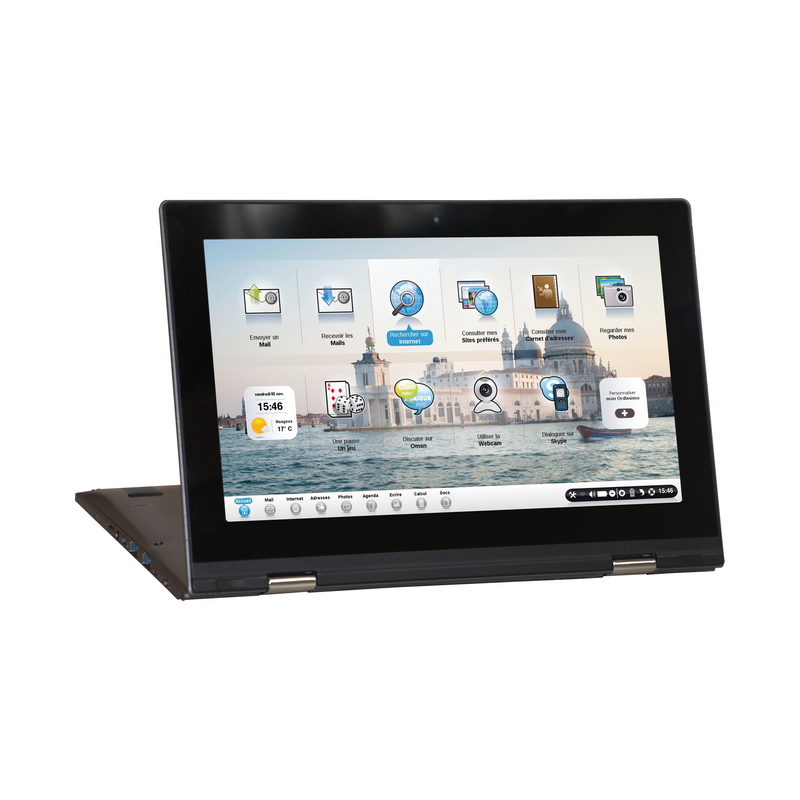 Envoyer un
Mail
Recevoir les
Mails
Rechercher sur
Internet
Consulter mes
Sites préférés
Consulter mon
Carnet d'adresses
Regarder mes
Photos
15:46
Nuageux
17° C
Une pause
Un jeu
Discuter sur
Omsn
Utiliser la
Webcam
Dialoguer sur
Skype
Personnaliser
mon Ordissimo
Mail
Internet
Adresses
Photos
Agenda
Ecrire
Calcul
Docs
15:46